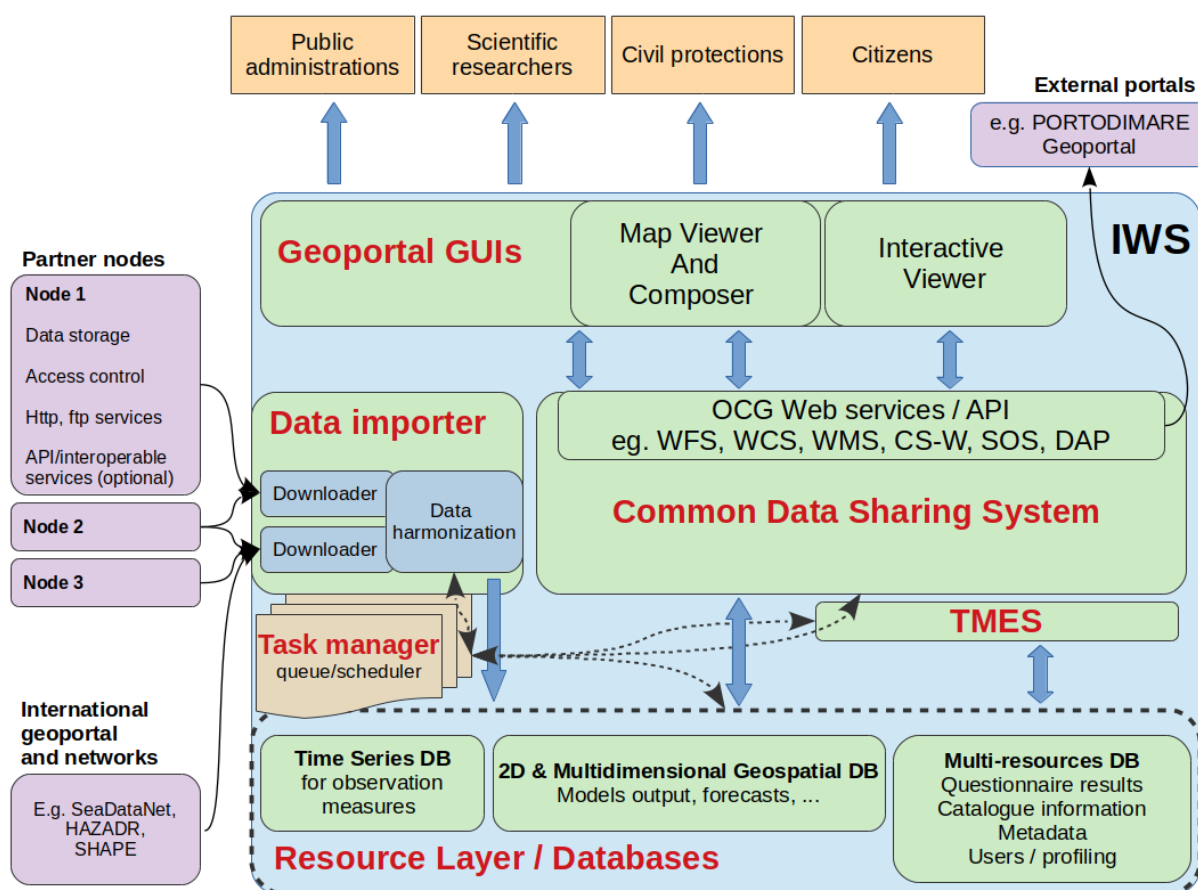 Public
administrations
Scientific
researchers
Civil protections
Citizens
External portals
e.g. PORTODIMARE
Geoportal
IWS
Geoportal GUIs
Map Viewer
And
Composer
Interactive
Viewer
Partner nodes
Node 1
Data storage
Access control
Http, ftp services
API/interoperable
services (optional)
Node 2
Node 3
Data importer
Downloader
Downloader
Data
harmonization
OCG Web services / API
eg. WFS, WCS, WMS, CS-W, SOS, DAP
Common Data Sharing System
Task manager
queue/scheduler
TMES
International
geoportal
and networks
E.g. SeaDataNet,
HAZADR,
SHAPE
Time Series DB
for observation
measures
2D & Multidimensional Geospatial DB
Models output, forecasts, ...
Multi-resources DB
Questionnaire results
Catalogue information
Metadata
Users / profiling
Resource Layer / Databases